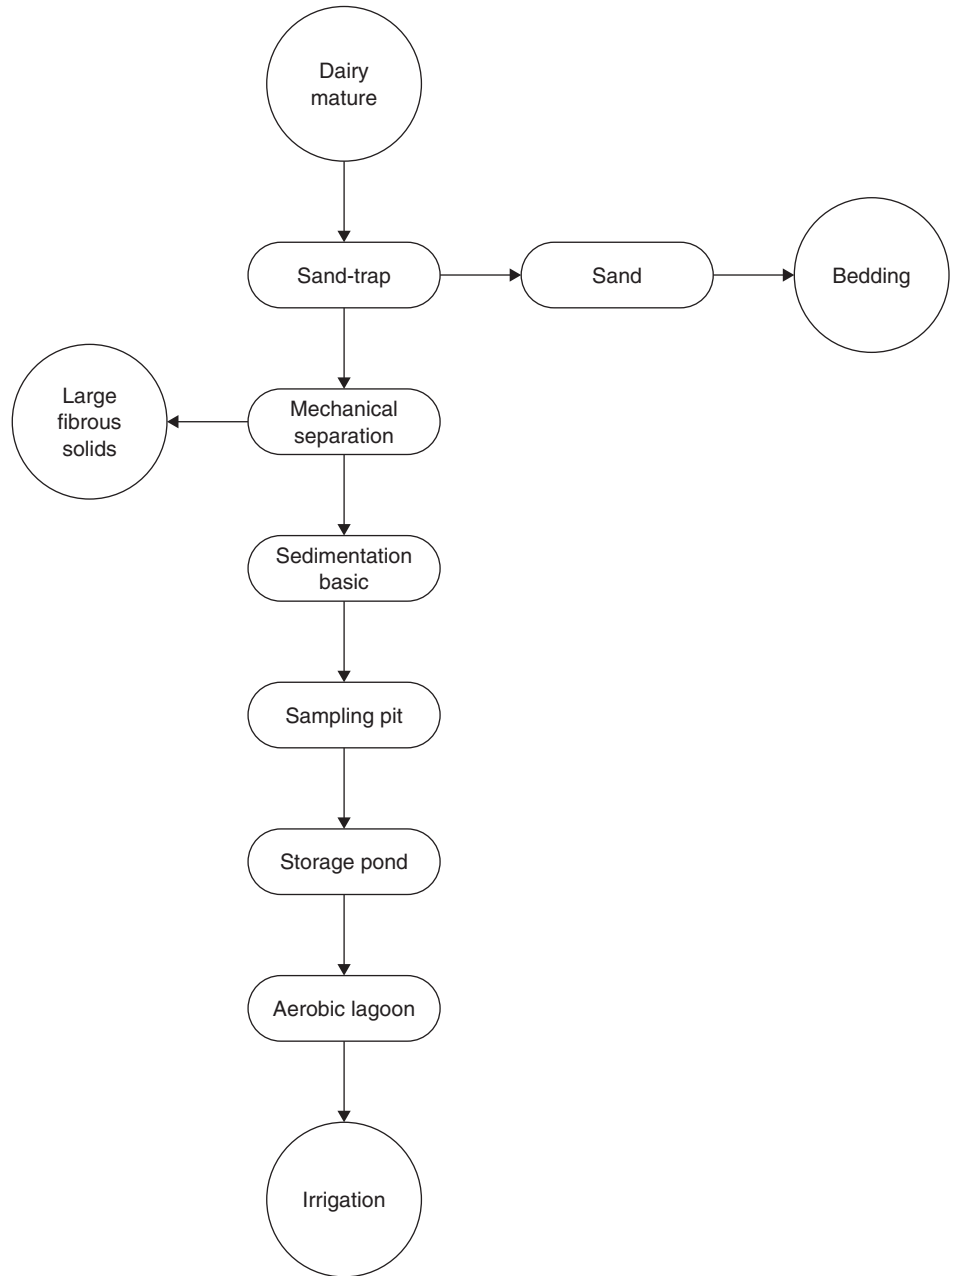 Dairy
mature
Sand-trap
Sand
Bedding
Large
fibrous
solids
Mechanical
separation
Sedimentation
basic
Sampling pit
Storage pond
Aerobic lagoon
Irrigation